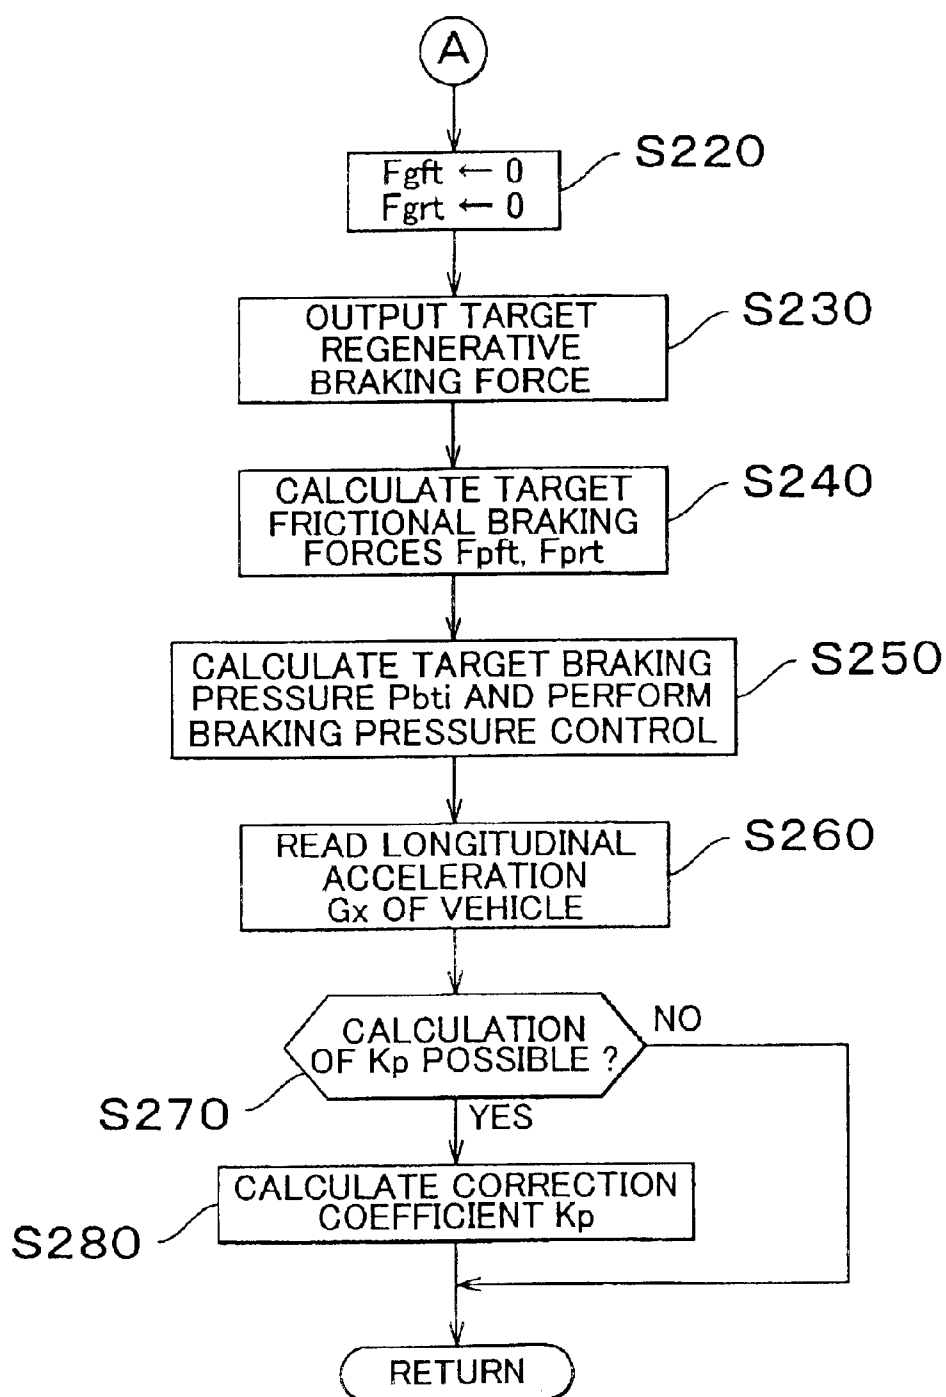 A
Fgft ← 0
Fgrt ← 0
S220
OUTPUT TARGET
REGENERATIVE
BRAKING FORCE
S230
CALCULATE TARGET
FRICTIONAL BRAKING
FORCES Fpft, Fprt
S240
CALCULATE TARGET BRAKING
PRESSURE Pbti AND PERFORM
BRAKING PRESSURE CONTROL
S250
READ LONGITUDINAL
ACCELERATION
Gx OF VEHICLE
S260
CALCULATION
OF Kp POSSIBLE ?
NO
S270
YES
CALCULATE CORRECTION
COEFFICIENT Kp
S280
RETURN